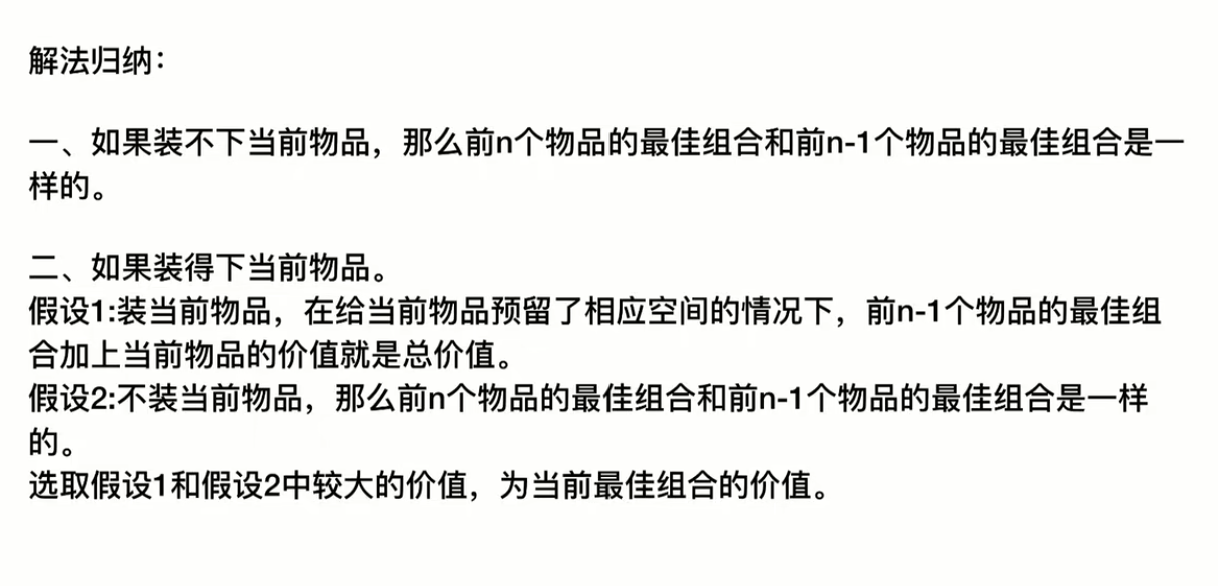 解法归纳：
一、如果装不下当前物品，那么前n个物品的最佳组合和前n-1个物品的最佳组合是一
样的。
二、如果装得下当前物品。
假设1:装当前物品，在给当前物品预留了相应空间的情况下，前n-1个物品的最佳组
合加上当前物品的价值就是总价值。
假设2:不装当前物品，那么前n个物品的最佳组合和前n-1个物品的最佳组合是一样
的。
选取假设1和假设2中较大的价值，为当前最佳组合的价值。